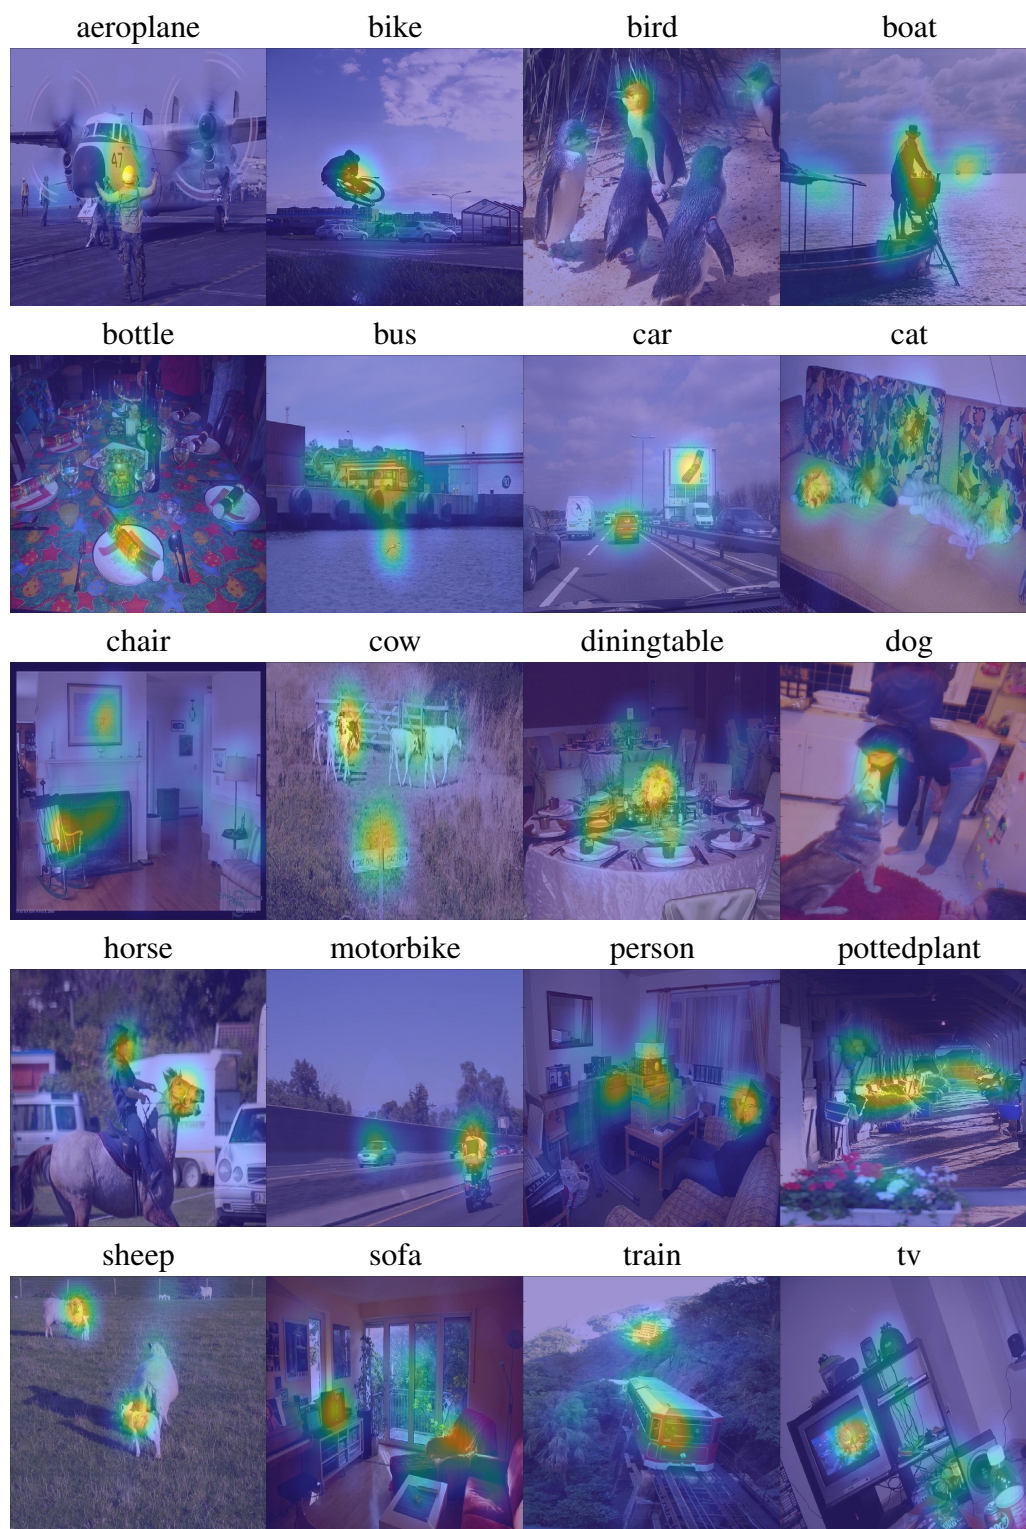 aeroplane bike bird boat
47
bottle bus car cat
chair cow diningtable dog
horse motorbike person pottedplant
sheep sofa train tv